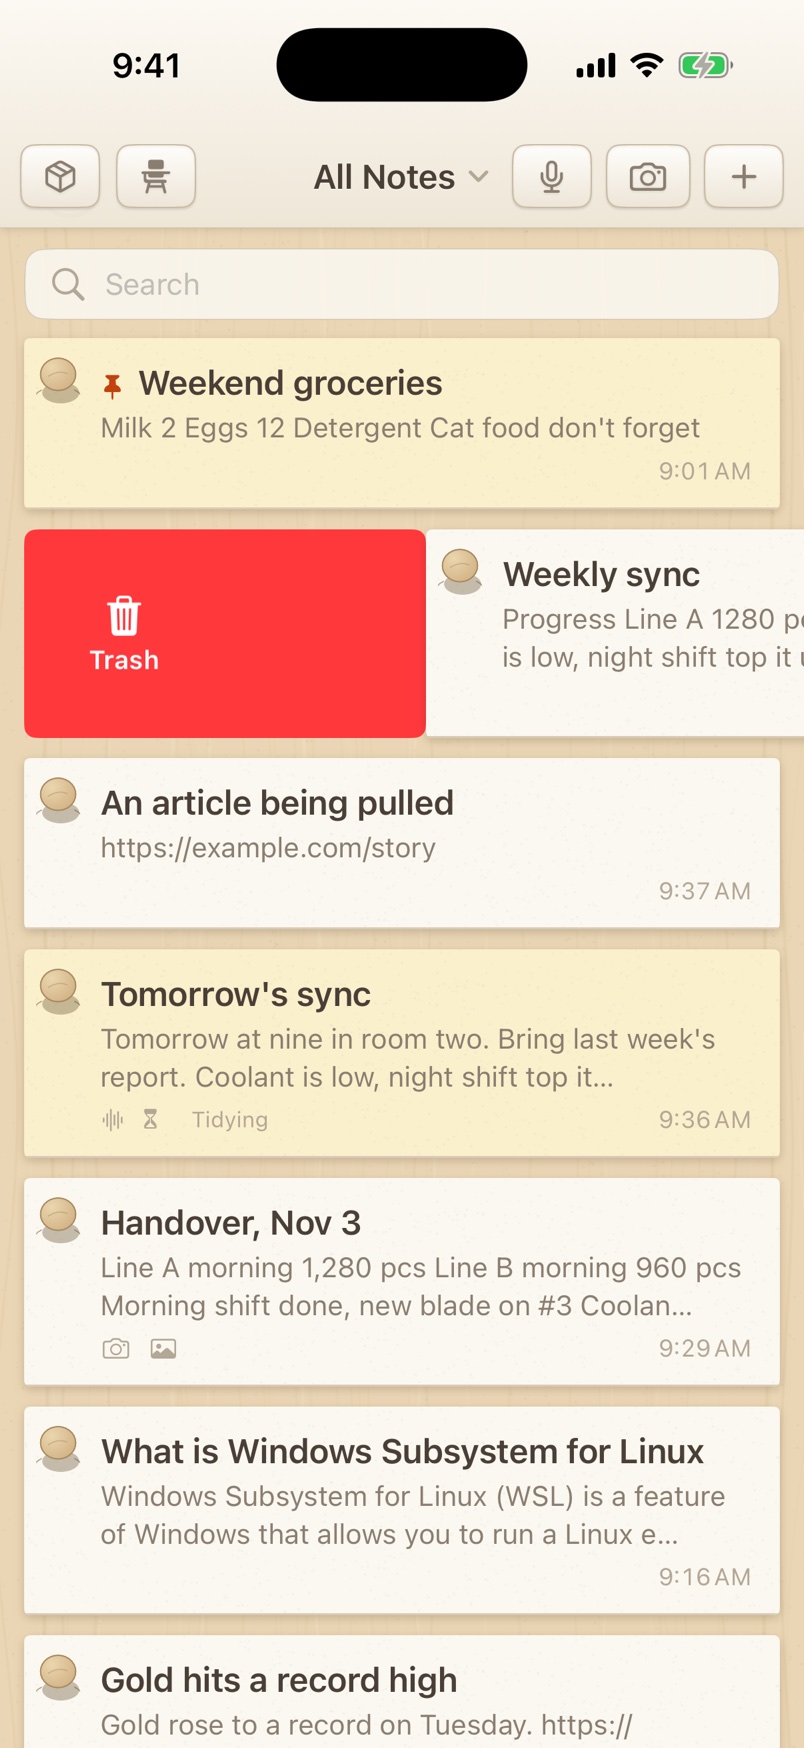 9:41
All Notes
Search
Weekend groceries
Milk 2 Eggs 12 Detergent Cat food don't forget
9:01 AM
Trash
Weekly sync
Progress Line A 1280 p
is low, night shift top it
An article being pulled
https://example.com/story
9:37 AM
Tomorrow's sync
Tomorrow at nine in room two. Bring last week's
report. Coolant is low, night shift top it...
Tidying
9:36 AM
Handover, Nov 3
Line A morning 1,280 pcs Line B morning 960 pcs
Morning shift done, new blade on #3 Coolan...
9:29 AM
What is Windows Subsystem for Linux
Windows Subsystem for Linux (WSL) is a feature
of Windows that allows you to run a Linux e...
9:16 AM
Gold hits a record high
Gold rose to a record on Tuesday. https://